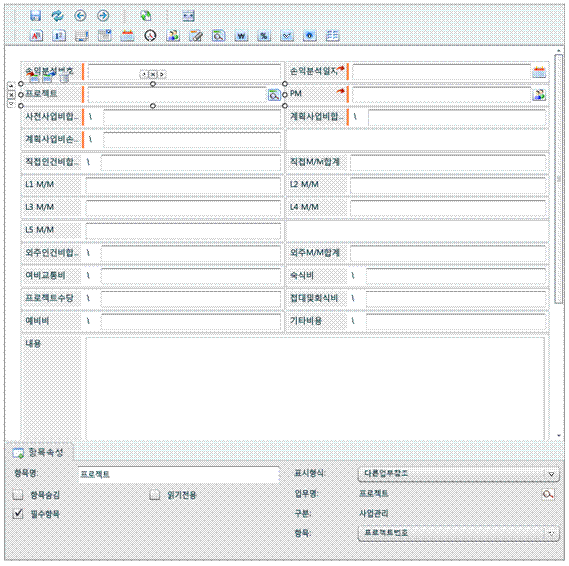 손익분석번호 손익분석일자
프로젝트 PM
사전사업비합.. \ 계획사업비합.. \
계획사업비손.. \
직접인건비합.. \ 직접M/M합계
L1 M/M L2 M/M
L3 M/M L4 M/M
L5 M/M
외주인건비합.. \ 외주M/M합계
여비교통비 \ 숙식비 \
프로젝트수당 \ 접대및회식비 \
예비비 \ 기타비용 \
내용
항목속성
항목명: 프로젝트 표시형식: 다른업무참조
항목숨김 읽기전용 업무명: 프로젝트
필수항목 구분: 사업관리
항목: 프로젝트번호